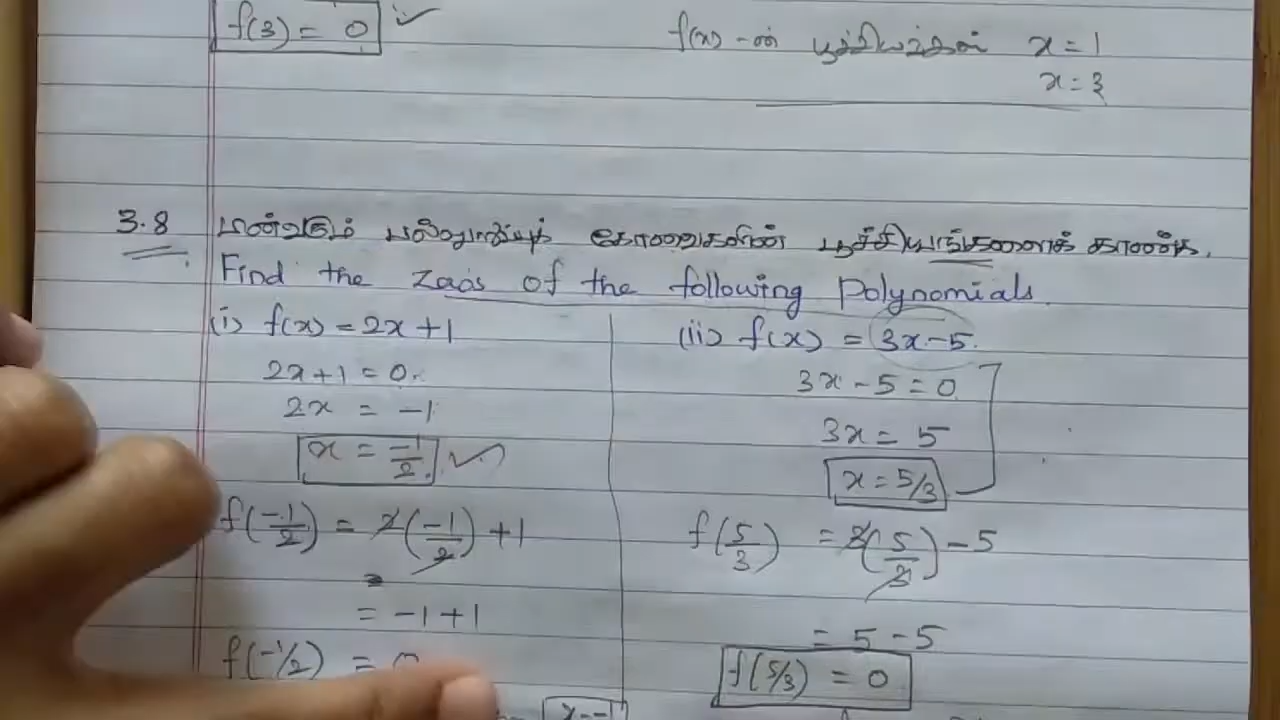 f(3) = 0
f(x) -ன் பூச்சியங்கள் x = 1
x = 3
3.8 பின்வரும் பல்லுறுப்புக் கோவைகளின் பூச்சியங்களைக் காண்க.
Find the Zeros of the following Polynomials.
(i) f(x) = 2x+1
2x+1 = 0.
2x = -1
x = -1/2
f(-1/2) = 2(-1/2) +1
= -1+1
f(-1/2) = 0
(ii) f(x) = 3x-5.
3x - 5 = 0
3x = 5
x = 5/3
f(5/3) = 3(5/3) - 5
= 5 - 5
f(5/3) = 0